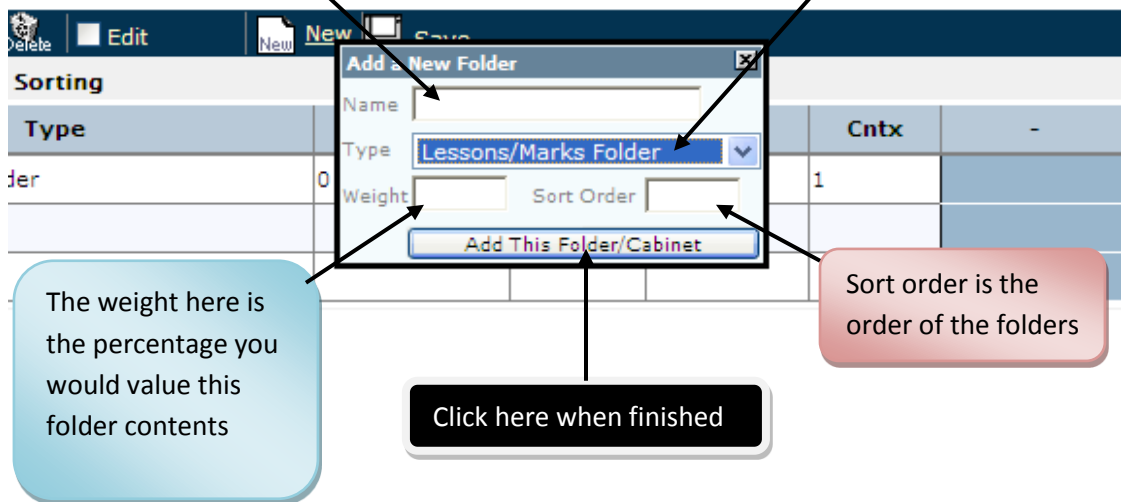 Delete Edit New New Save
Sorting
Add a New Folder
Name
Type Cntx -
Type Lessons/Marks Folder
der 0 1
Weight Sort Order
Add This Folder/Cabinet
The weight here is
the percentage you
would value this
folder contents
Sort order is the
order of the folders
Click here when finished